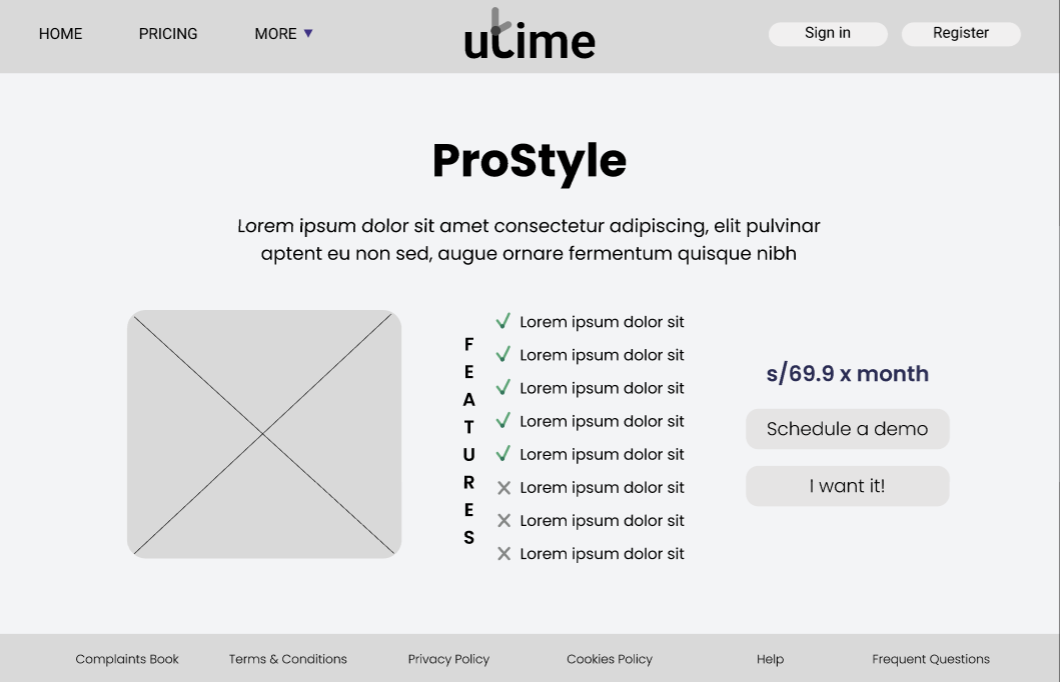 HOME
PRICING
MORE
utime
Sign in
Register
ProStyle
Lorem ipsum dolor sit amet consectetur adipiscing, elit pulvinar
aptent eu non sed, augue ornare fermentum quisque nibh
FEATURES
Lorem ipsum dolor sit
Lorem ipsum dolor sit
Lorem ipsum dolor sit
Lorem ipsum dolor sit
Lorem ipsum dolor sit
Lorem ipsum dolor sit
Lorem ipsum dolor sit
Lorem ipsum dolor sit
s/69.9 x month
Schedule a demo
I want it!
Complaints Book
Terms & Conditions
Privacy Policy
Cookies Policy
Help
Frequent Questions